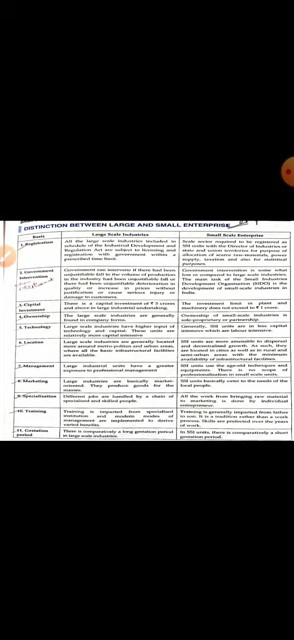 DISTINCTION BETWEEN LARGE AND SMALL ENTERPRISE
Basis
Large Scale Industries
Small Scale Enterprise
1. Registration
All the large scale industries included in
schedule of the Industrial Development and
Regulation Act are subject to licensing and
registration with government within a
prescribed time limit.
Scale sector required to be registered as
SSI units with the Director of Industries or
state and union territories for purpose of
allocation of scores raw-materials, power
supply, taxation and also for minimal
purposes.
2. Government
Intervention
Government can intervene if there had been
unjustifiable fall in the volume of production
in the industry had been unjustifiable fall or
there had been unjustifiable deterioration in
quality or increase in prices without
justification or cause serious injury or
damage to customers.
Government intervention is some what
less or compared to large scale industries.
The main task of the Small Industries
Development Organisation (SIDO) is the
development of small-scale industries in
India.
3. Capital
Investment
There is a capital investment of ₹ 5 crores
and above in large industrial undertaking.
The investment limit in plant and
machinery does not exceed to ₹ 1 crore.
4. Ownership
The large scale industries are generally
found in company forms.
Ownership of small-scale industries is
sole-proprietary or partnership.
5. Technology
Large scale industries have higher input of
technology and capital. These units are
relatively more capital intensive
Generally, SSI units are in less capital
intensive which are labour intensive.
6. Location
Large scale industries are generally located
more around metro-politan and urban areas,
where all the basic infrastructural facilities
are available.
SSI units are more amenable to dispersal
and decentralised growth. As such, they
are located in cities as well as in rural and
semi-urban areas with the minimum
availability of infrastructural facilities.
7. Management
Large industrial units have a greater
exposure to professional management
SSI units use the age-old techniques and
equipments. There is no scope of
professionalization in small scale units.
8. Marketing
Large industries are basically market-
oriented. They produce goods for the
masses.
SSI units basically cater to the needs of the
local people.
9. Specialisation
Different jobs are handled by a chain of
specialised and skilled people.
All the work from bringing raw material
to marketing is done by individual
entrepreneur.
10. Training
Training is imparted from specialised
institution and modern modes of
management are implemented to derive
varied benefits.
Training is generally imparted from father
to son. It is a tradition rather than a work
process. Skills are prefected over the years
of work.
11. Gestation
period
There is comparatively a long gestation period
in large scale industries.
In SSI units, there is comparatively a short
gestation period.